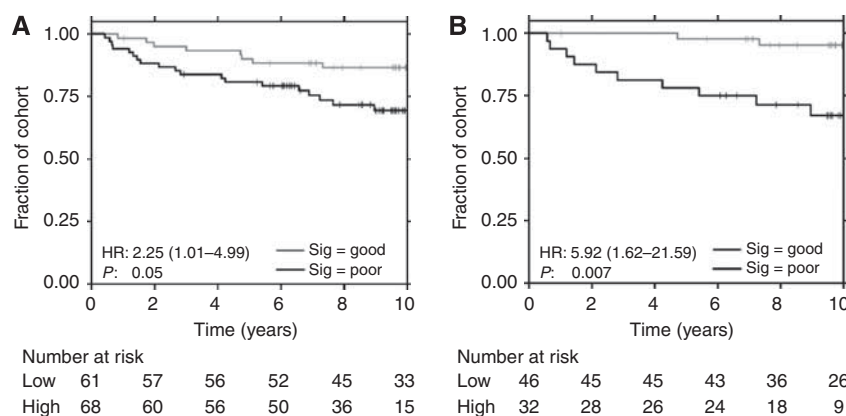 A
Fraction of cohort
1.00
0.75
0.50
0.25
0.00
HR: 2.25 (1.01–4.99)
P: 0.05
Sig = good
Sig = poor
0 2 4 6 8 10
Time (years)
Number at risk
Low 61 57 56 52 45 33
High 68 60 56 50 36 15
B
Fraction of cohort
1.00
0.75
0.50
0.25
0.00
HR: 5.92 (1.62–21.59)
P: 0.007
Sig = good
Sig = poor
0 2 4 6 8 10
Time (years)
Number at risk
Low 46 45 45 43 36 26
High 32 28 26 24 18 9